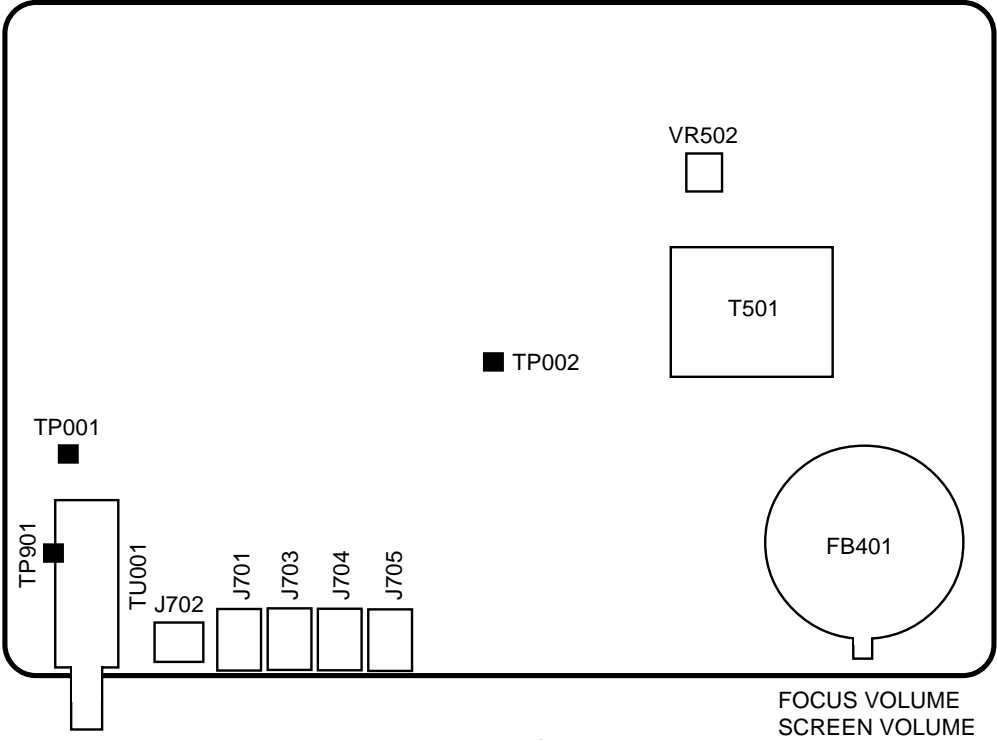 VR502
T501
TP002
TP001
TP901
TU001
J702
J701
J703
J704
J705
FB401
FOCUS VOLUME
SCREEN VOLUME